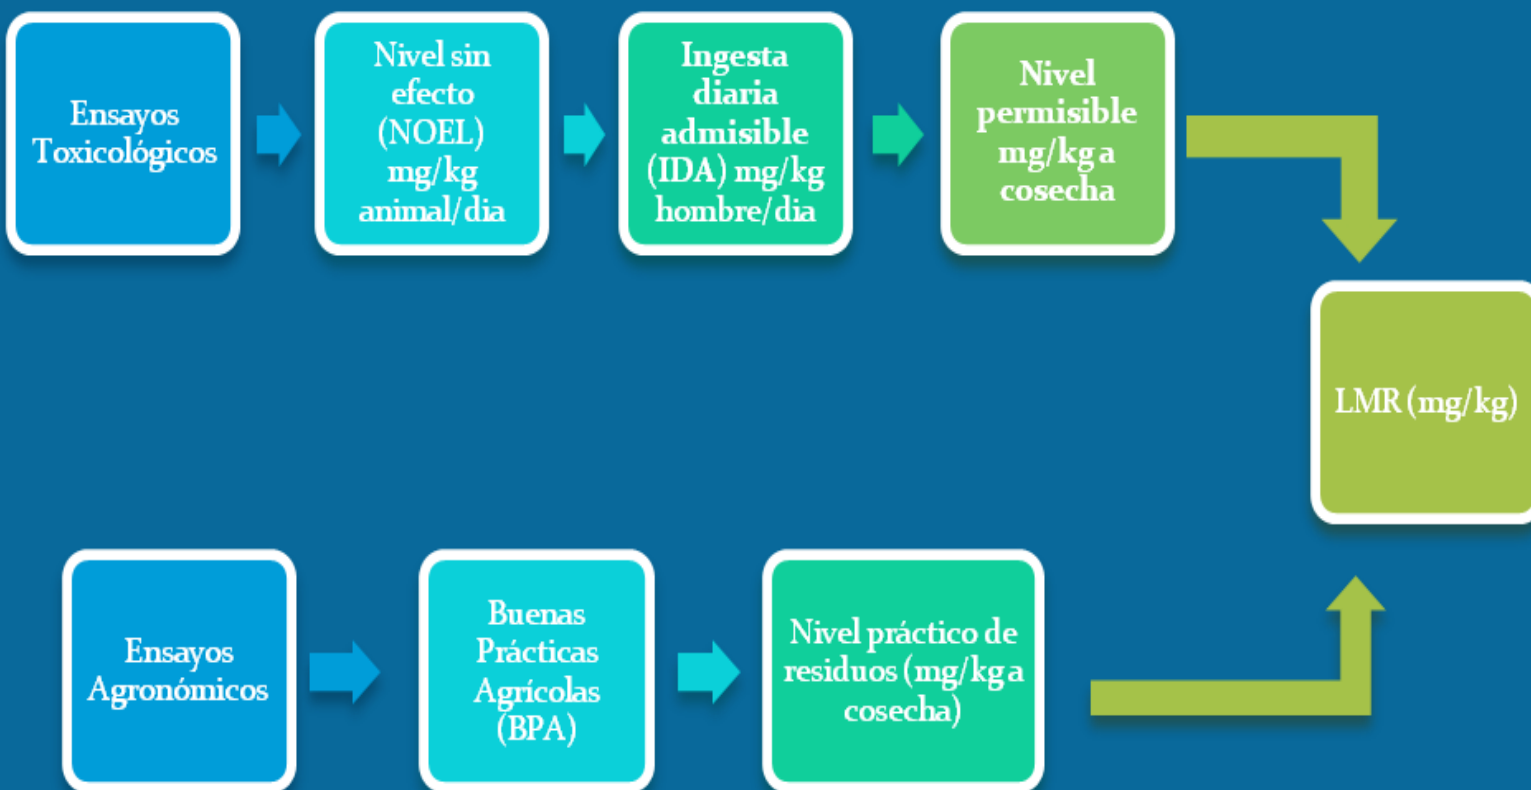 Ensayos
Toxicológicos
Nivel sin
efecto
(NOEL)
mg/kg
animal/dia
Ingesta
diaria
admisible
(IDA) mg/kg
hombre/dia
Nivel
permisible
mg/kg a
cosecha
LMR (mg/kg)
Ensayos
Agronómicos
Buenas
Prácticas
Agrícolas
(BPA)
Nivel práctico de
residuos (mg/kg a
cosecha)